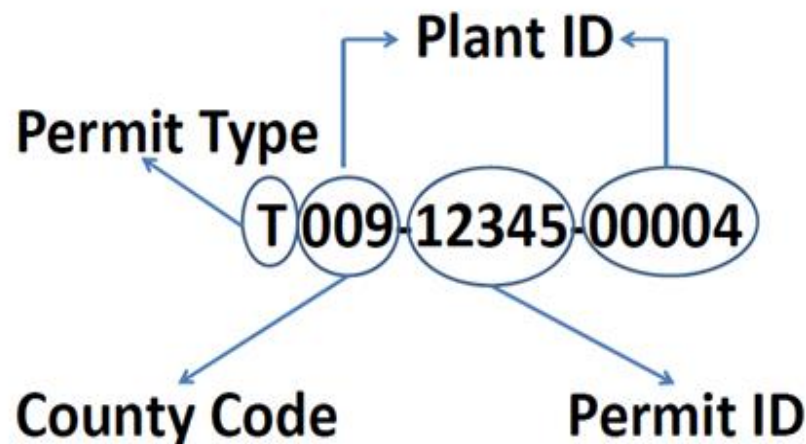 Plant ID
Permit Type
T009-12345-00004
County Code
Permit ID